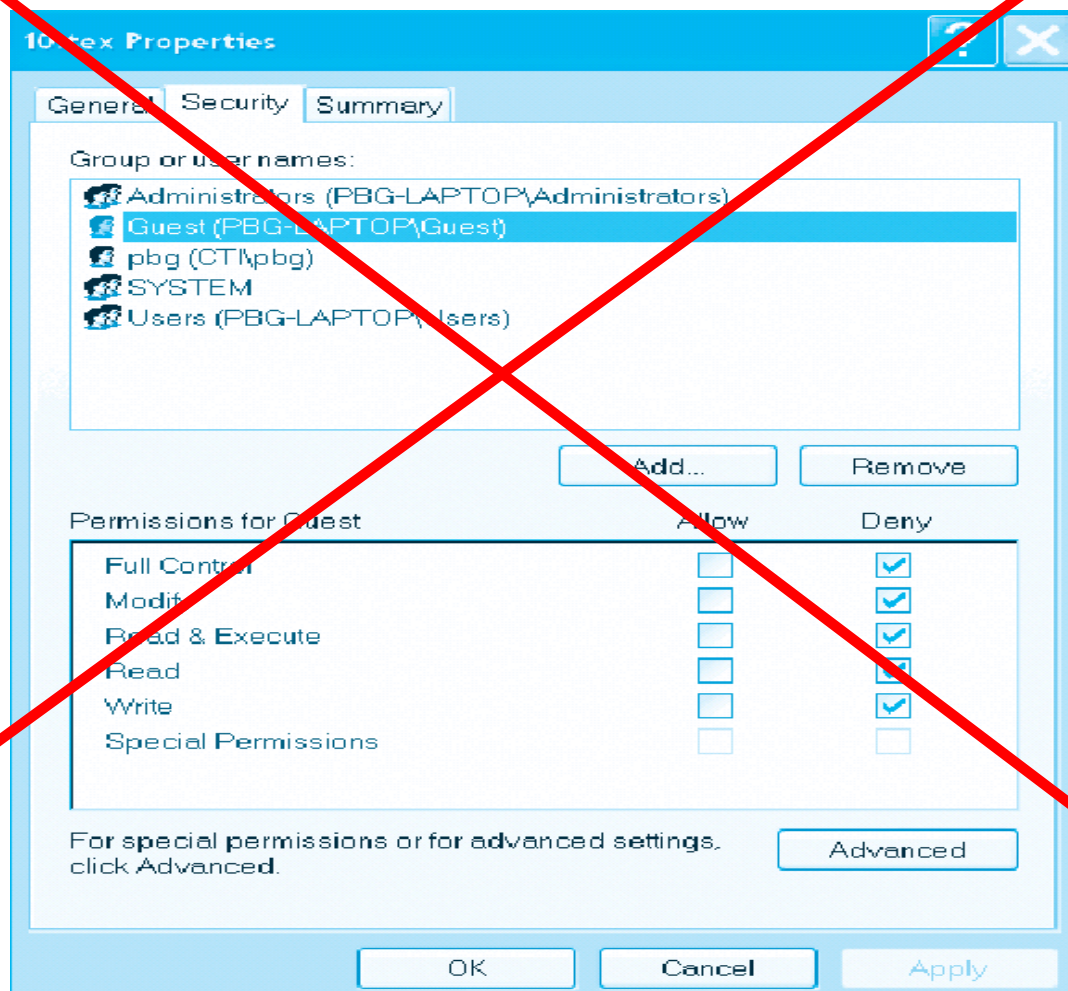 10.tex Properties
General Security Summary
Group or user names:
Administrators (PBG-LAPTOP\Administrators)
Guest (PBG-LAPTOP\Guest)
pbg (CTI\pbg)
SYSTEM
Users (PBG-LAPTOP\Users)
Add... Remove
Permissions for Guest Allow Deny
Full Control
Modify
Read & Execute
Read
Write
Special Permissions
For special permissions or for advanced settings,
click Advanced.
Advanced
OK Cancel Apply